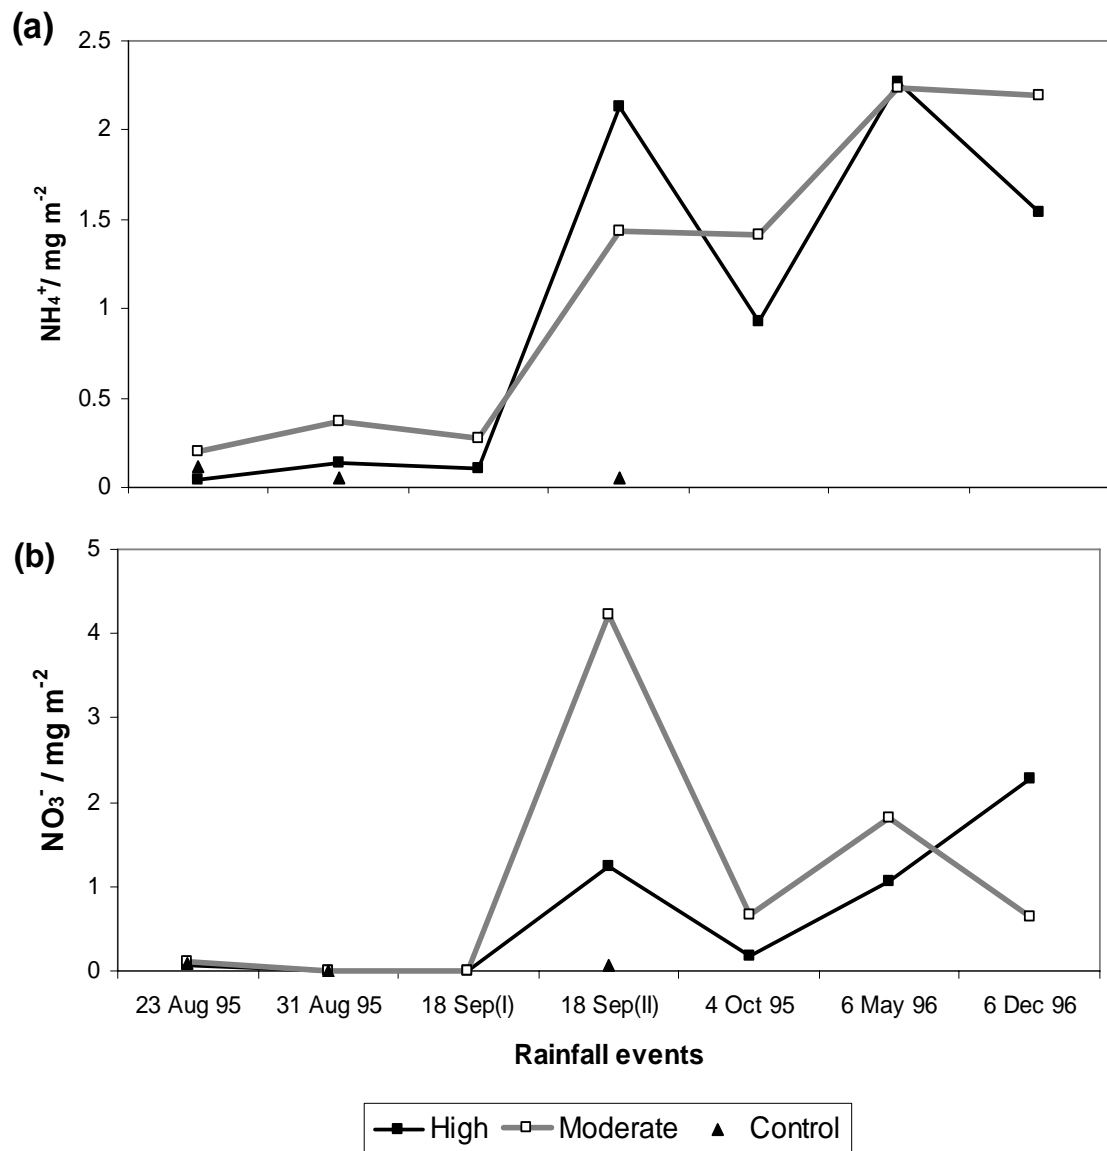 (a)
2.5
2
1.5
1
0.5
0
NH₄⁺/ mg m⁻²
(b)
5
4
3
2
1
0
NO₃⁻ / mg m⁻²
23 Aug 95 31 Aug 95 18 Sep(I) 18 Sep(II) 4 Oct 95 6 May 96 6 Dec 96
Rainfall events
High Moderate Control